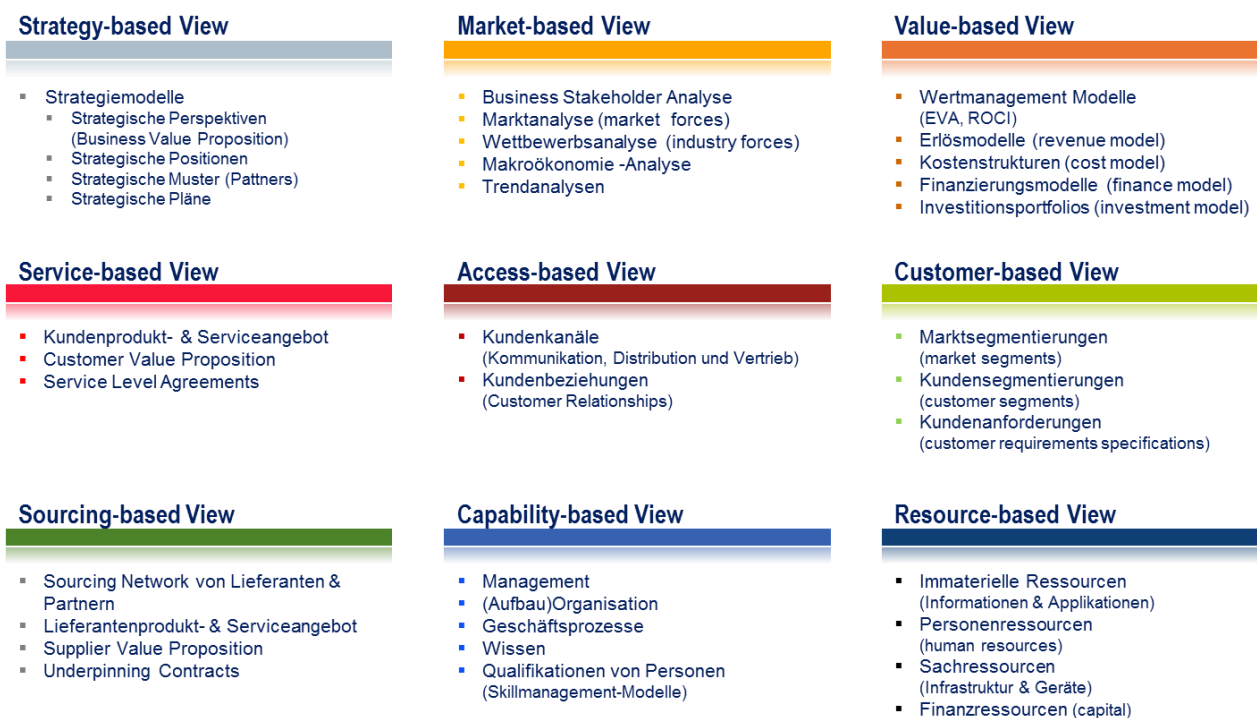 Strategy-based View
Strategiemodelle
Strategische Perspektiven
(Business Value Proposition)
Strategische Positionen
Strategische Muster (Pattners)
Strategische Pläne
Market-based View
Business Stakeholder Analyse
Marktanalyse (market forces)
Wettbewerbsanalyse (industry forces)
Makroökonomie -Analyse
Trendanalysen
Value-based View
Wertmanagement Modelle
(EVA, ROCI)
Erlösmodelle (revenue model)
Kostenstrukturen (cost model)
Finanzierungsmodelle (finance model)
Investitionsportfolios (investment model)
Service-based View
Kundenprodukt- & Serviceangebot
Customer Value Proposition
Service Level Agreements
Access-based View
Kundenkanäle
(Kommunikation, Distribution und Vertrieb)
Kundenbeziehungen
(Customer Relationships)
Customer-based View
Marktsegmentierungen
(market segments)
Kundensegmentierungen
(customer segments)
Kundenanforderungen
(customer requirements specifications)
Sourcing-based View
Sourcing Network von Lieferanten &
Partnern
Lieferantenprodukt- & Serviceangebot
Supplier Value Proposition
Underpinning Contracts
Capability-based View
Management
(Aufbau)Organisation
Geschäftsprozesse
Wissen
Qualifikationen von Personen
(Skillmanagement-Modelle)
Resource-based View
Immaterielle Ressourcen
(Informationen & Applikationen)
Personenressourcen
(human resources)
Sachressourcen
(Infrastruktur & Geräte)
Finanzressourcen (capital)